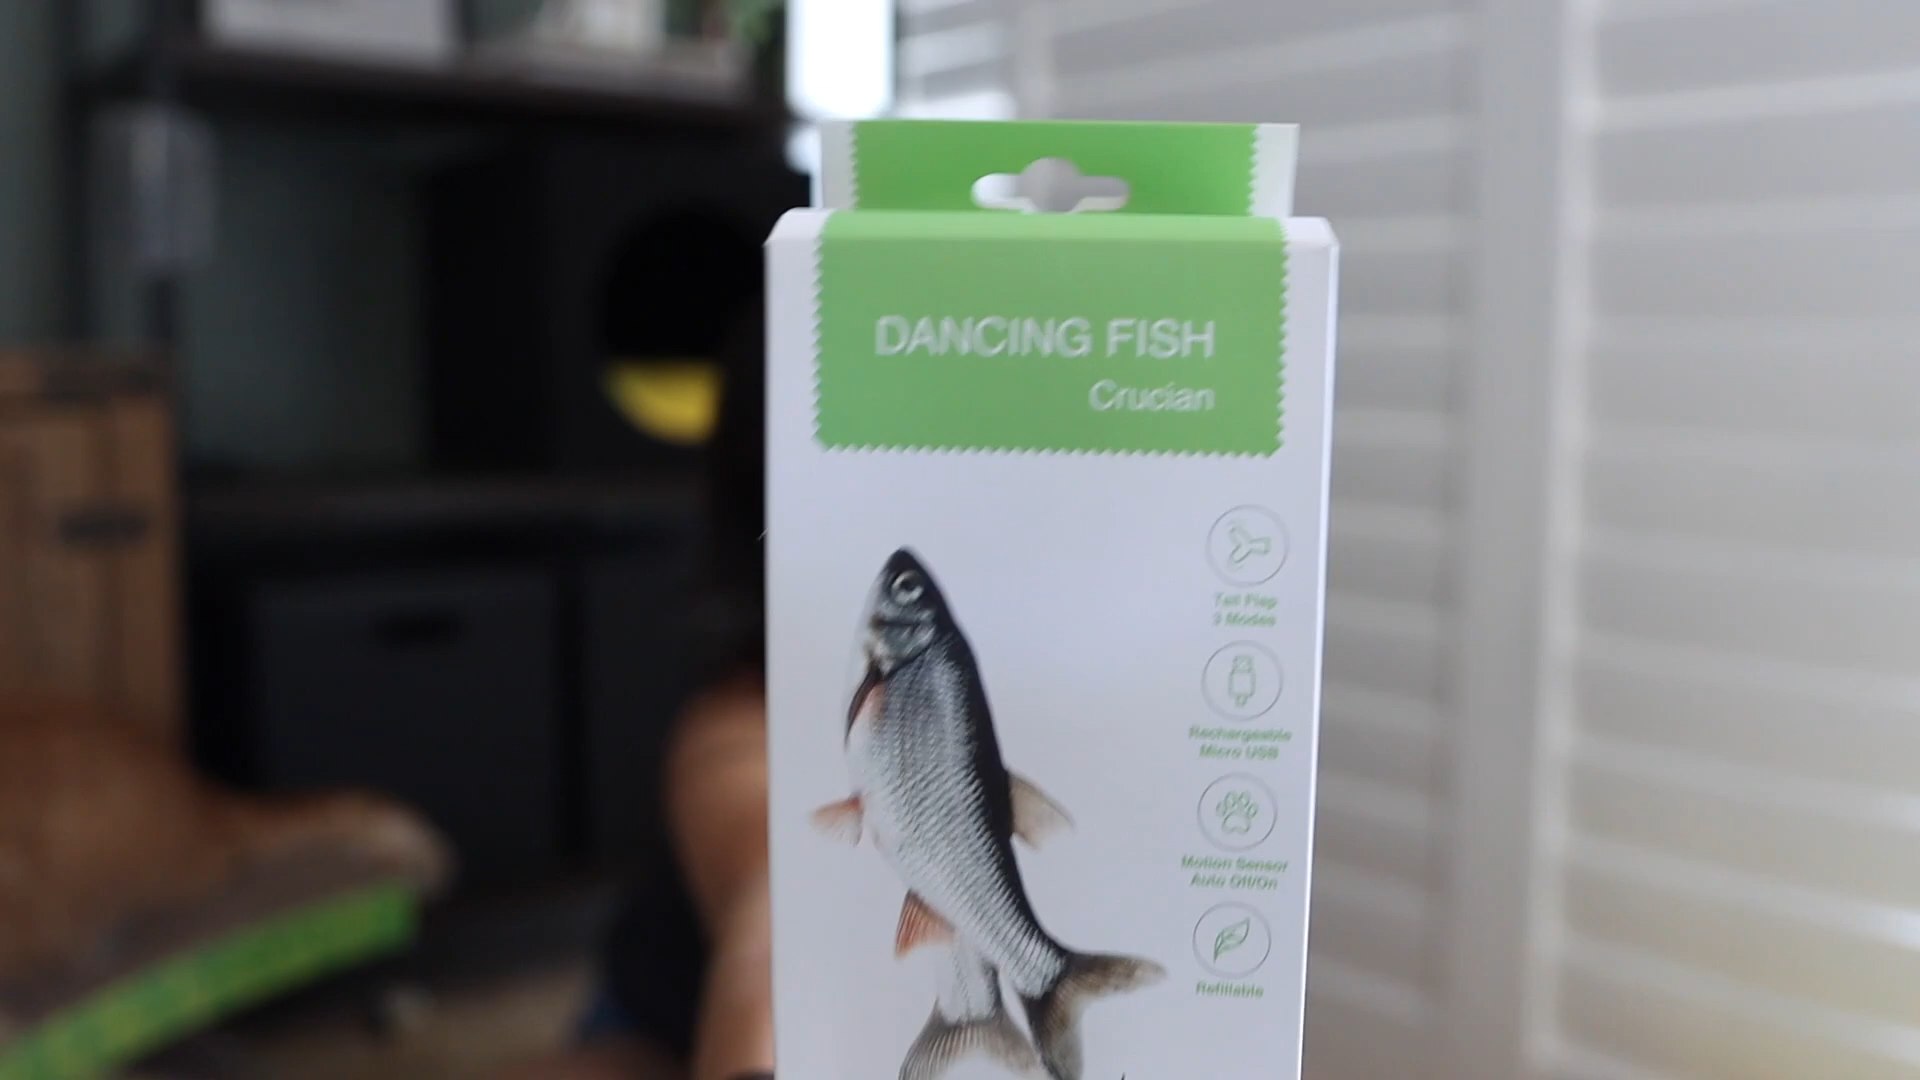 DANCING FISH
Crucian
Tail Flap
3 Modes
Rechargeable
Micro USB
Motion Sensor
Auto Off/On
Refillable